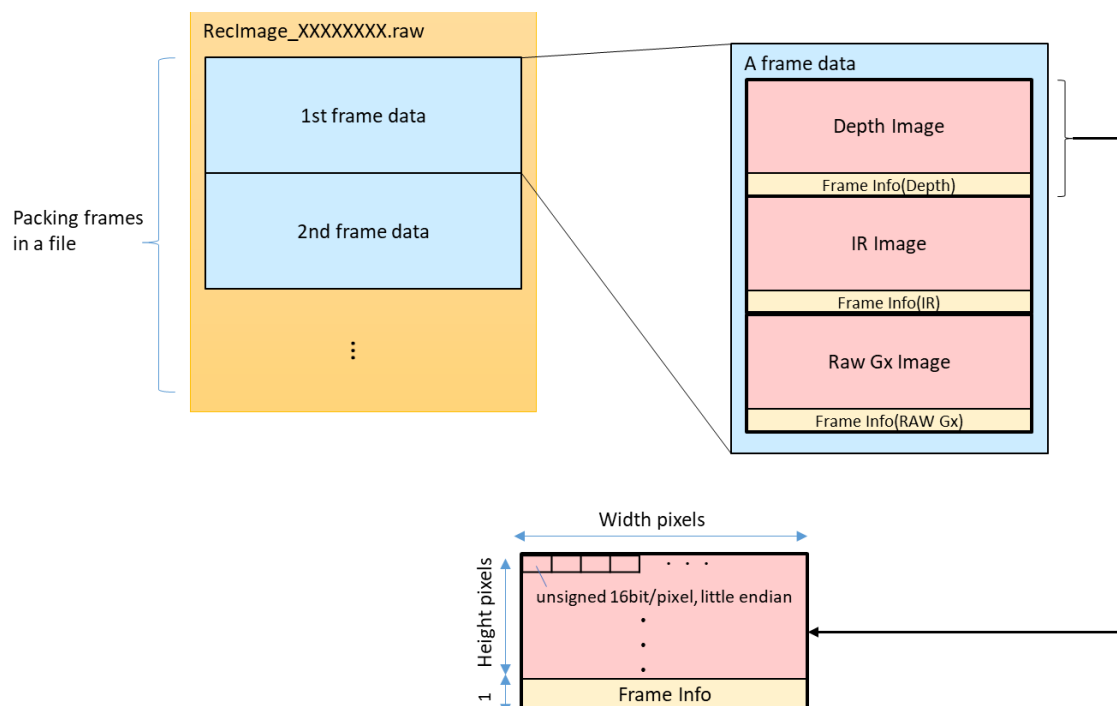 RecImage_XXXXXXXX.raw
1st frame data
2nd frame data
⋮
Packing frames
in a file
A frame data
Depth Image
Frame Info(Depth)
IR Image
Frame Info(IR)
Raw Gx Image
Frame Info(RAW Gx)
Width pixels
Height pixels
. . .
unsigned 16bit/pixel, little endian
1
Frame Info